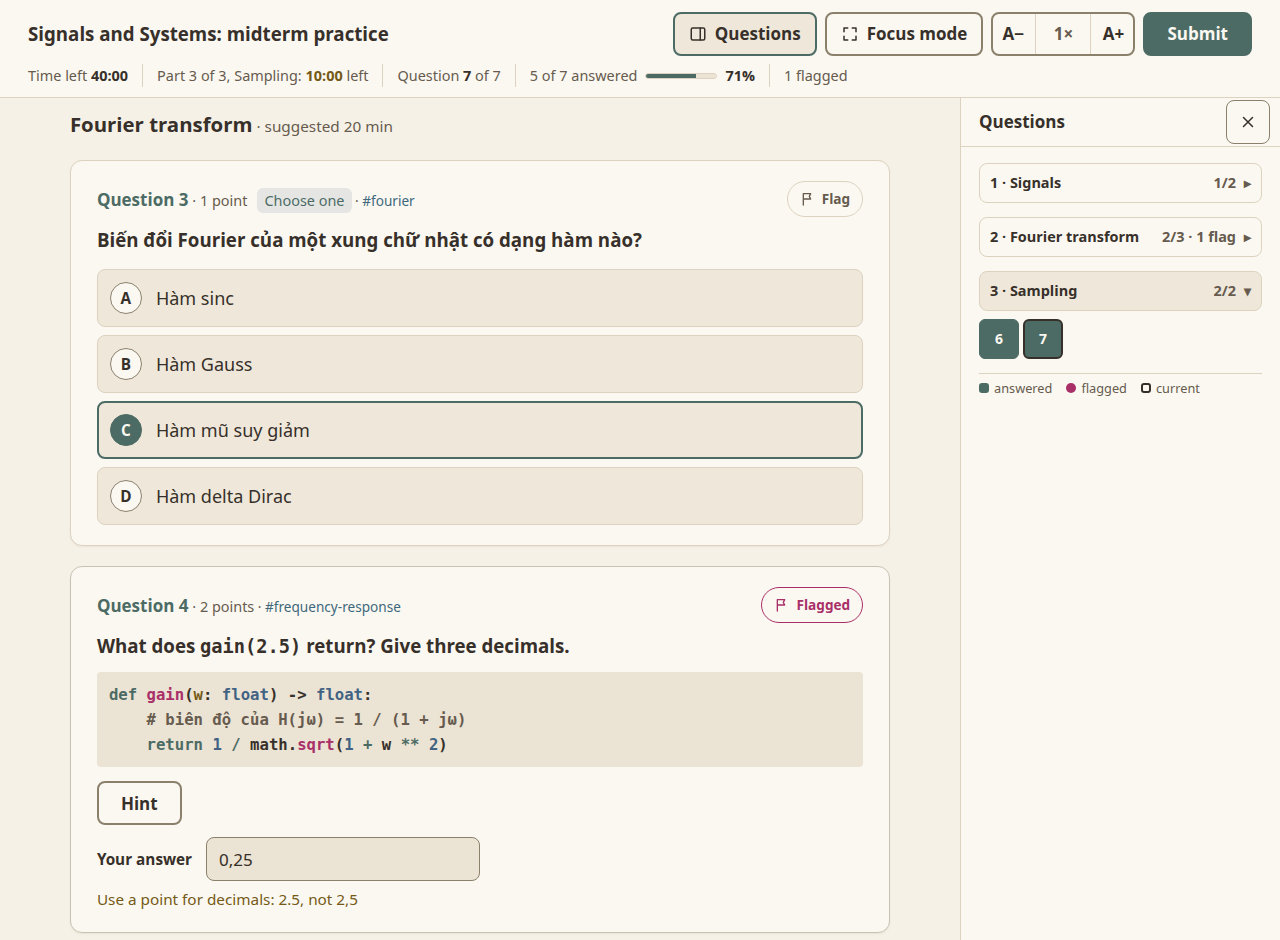 Signals and Systems: midterm practice
Questions
Focus mode
A−
1×
A+
Submit
Time left 40:00
Part 3 of 3, Sampling: 10:00 left
Question 7 of 7
5 of 7 answered 71%
1 flagged
Fourier transform · suggested 20 min
Question 3 · 1 point Choose one · #fourier
Flag
Biến đổi Fourier của một xung chữ nhật có dạng hàm nào?
A Hàm sinc
B Hàm Gauss
C Hàm mũ suy giảm
D Hàm delta Dirac
Question 4 · 2 points · #frequency-response
Flagged
What does gain(2.5) return? Give three decimals.
def gain(w: float) -> float:
    # biên độ của H(jω) = 1 / (1 + jω)
    return 1 / math.sqrt(1 + w ** 2)
Hint
Your answer 0,25
Use a point for decimals: 2.5, not 2,5
Questions
×
1 · Signals 1/2 ▸
2 · Fourier transform 2/3 · 1 flag ▸
3 · Sampling 2/2 ▾
6 7
answered flagged current